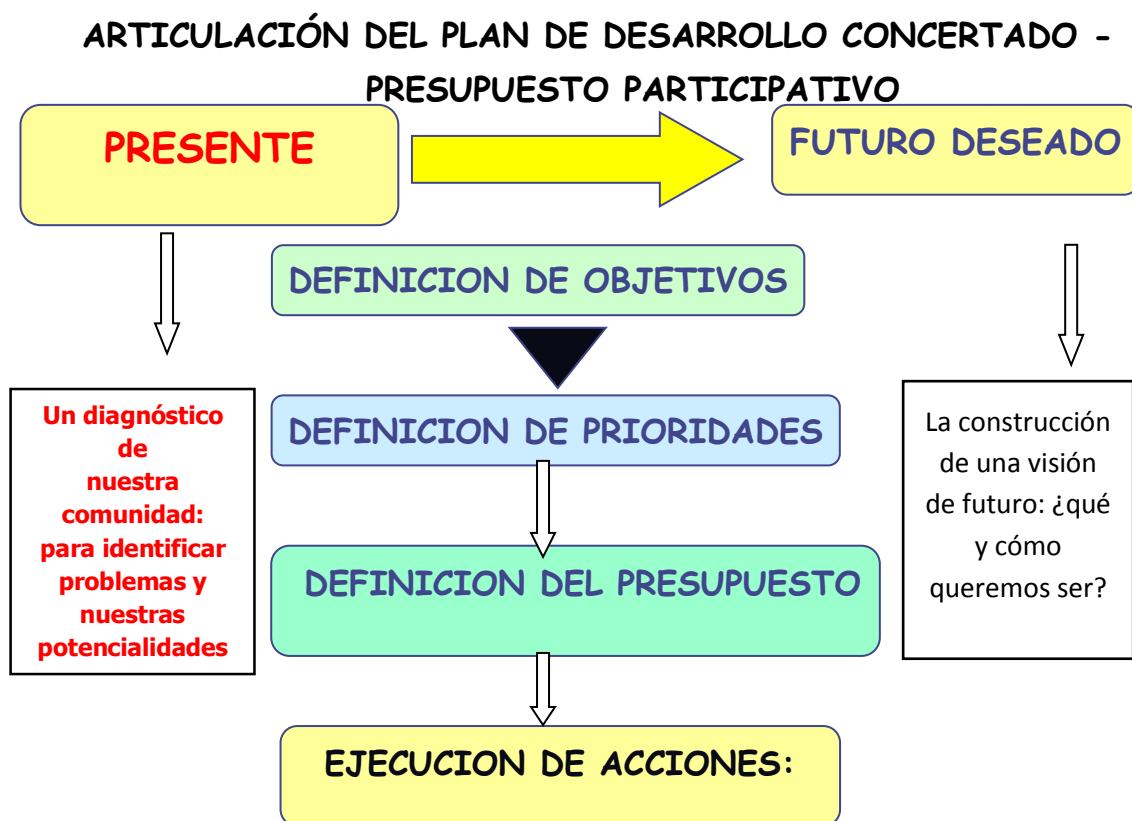 ARTICULACIÓN DEL PLAN DE DESARROLLO CONCERTADO -
PRESUPUESTO PARTICIPATIVO
PRESENTE
FUTURO DESEADO
DEFINICION DE OBJETIVOS
DEFINICION DE PRIORIDADES
Un diagnóstico
de
nuestra
comunidad:
para identificar
problemas y
nuestras
potencialidades
La construcción
de una visión
de futuro: ¿qué
y cómo
queremos ser?
DEFINICION DEL PRESUPUESTO
EJECUCION DE ACCIONES: